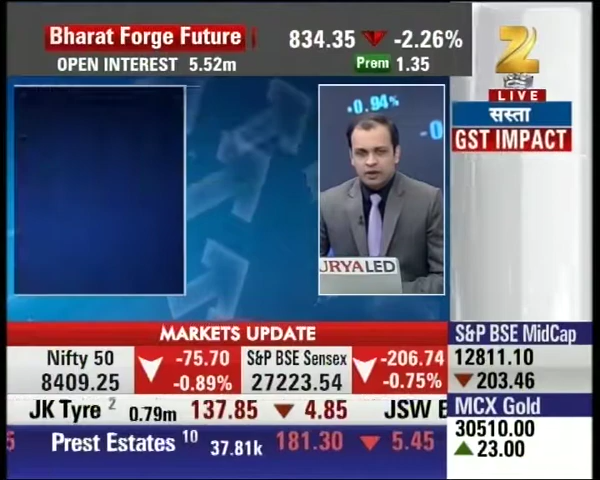 Bharat Forge Future
834.35 -2.26%
OPEN INTEREST 5.52m
Prem 1.35
LIVE
सस्ता
GST IMPACT
0.94%
-0
URYALED
MARKETS UPDATE
Nifty 50
8409.25
-75.70
-0.89%
S&P BSE Sensex
27223.54
-206.74
-0.75%
S&P BSE MidCap
12811.10
203.46
JK Tyre 2 0.79m 137.85 4.85 JSW E
MCX Gold
30510.00
23.00
5 Prest Estates 10 37.81k 181.30 5.45